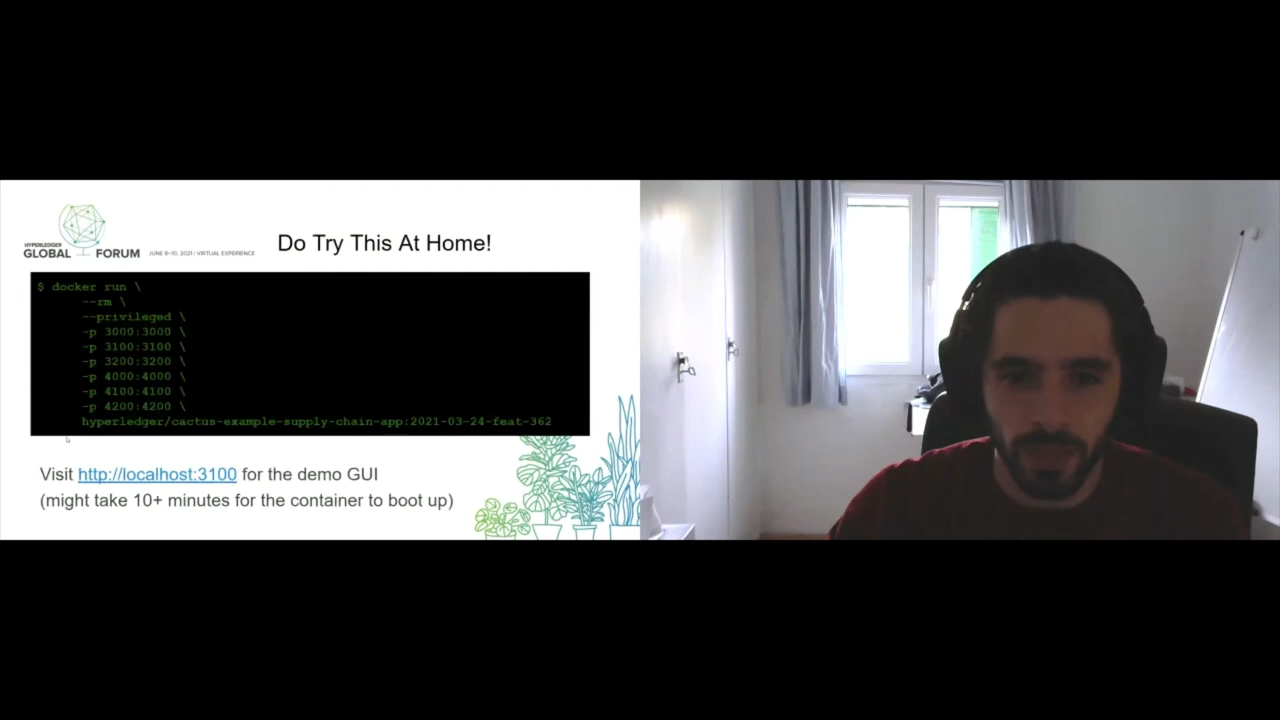 HYPERLEDGER
GLOBAL FORUM
JUNE 8–10, 2021 | VIRTUAL EXPERIENCE
Do Try This At Home!
$ docker run \
--rm \
--privileged \
-p 3000:3000 \
-p 3100:3100 \
-p 3200:3200 \
-p 4000:4000 \
-p 4100:4100 \
-p 4200:4200 \
hyperledger/cactus-example-supply-chain-app:2021-03-24-feat-362
Visit http://localhost:3100 for the demo GUI
(might take 10+ minutes for the container to boot up)